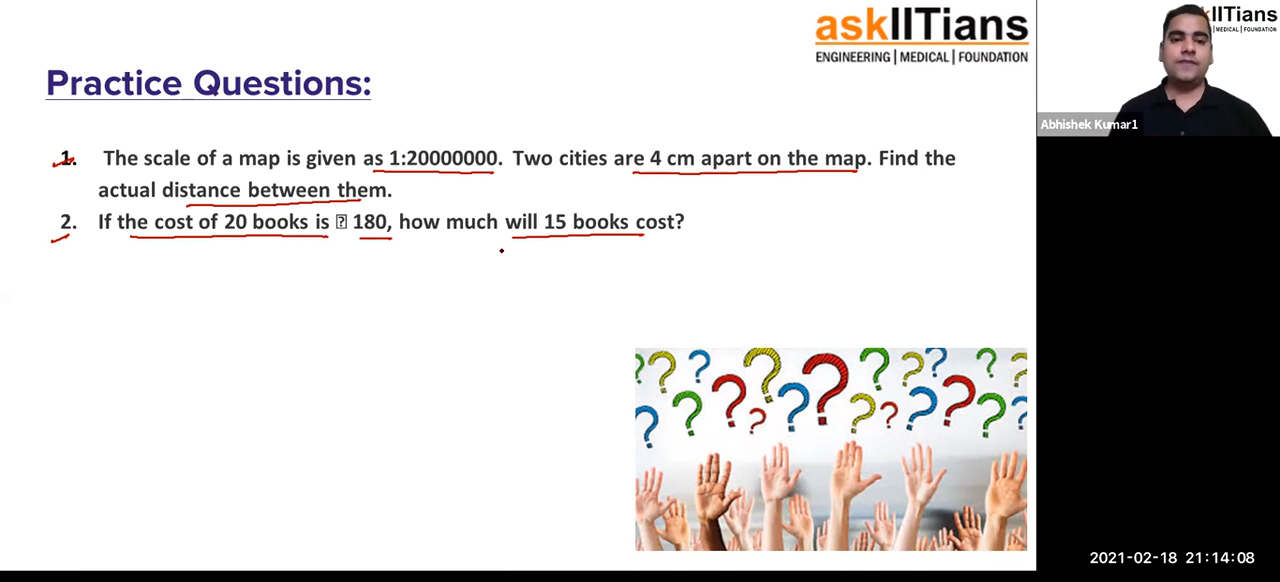 askIITians
ENGINEERING | MEDICAL | FOUNDATION
IITians
MEDICAL | FOUNDATION
Practice Questions:
Abhishek Kumar1
1. The scale of a map is given as 1:20000000. Two cities are 4 cm apart on the map. Find the
actual distance between them.
2. If the cost of 20 books is 180, how much will 15 books cost?
2021-02-18 21:14:08